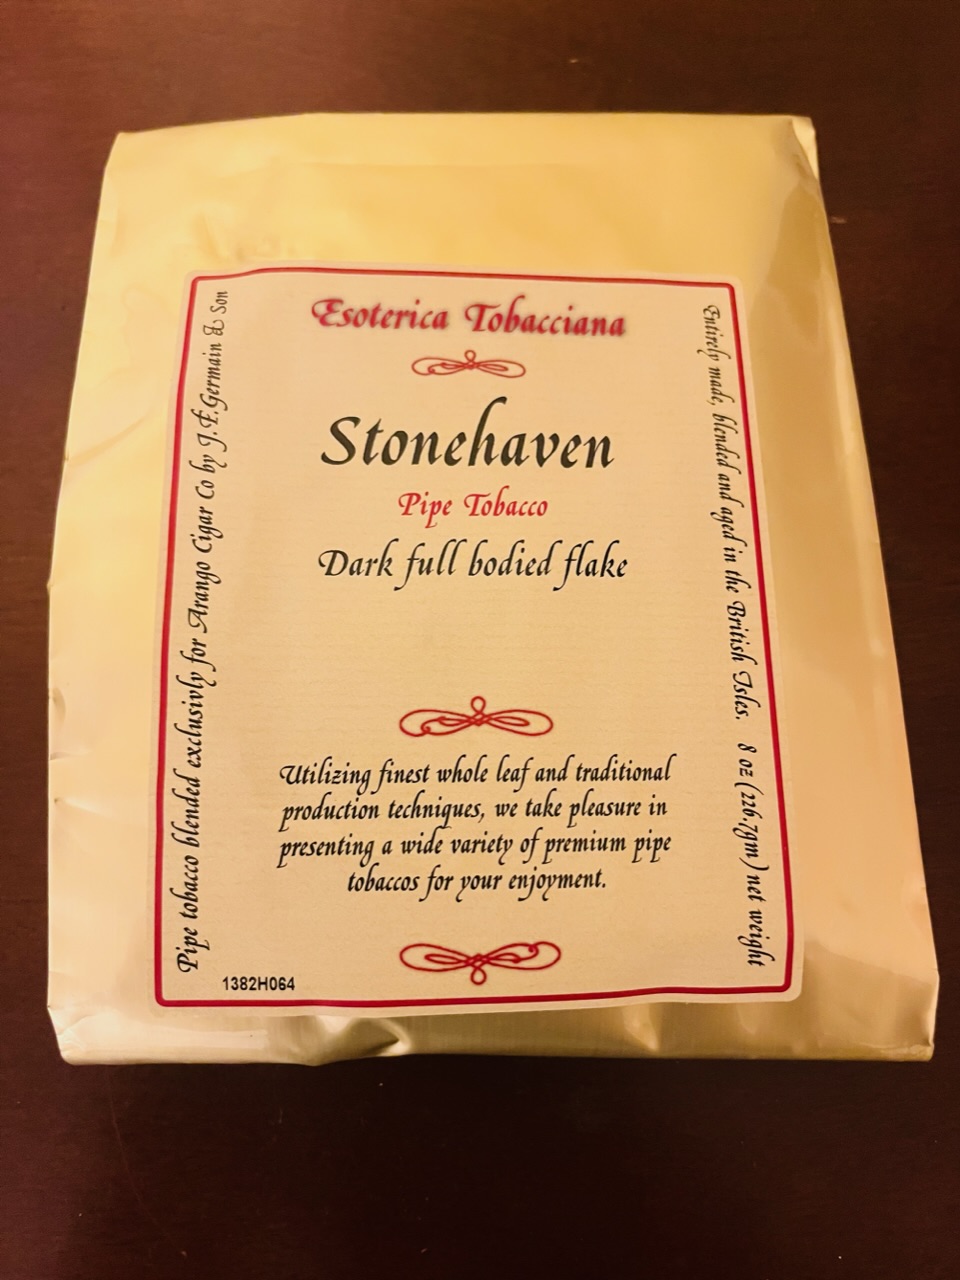 Esoterica Tobacciana
Stonehaven
Pipe Tobacco
Dark full bodied flake
Utilizing finest whole leaf and traditional
production techniques, we take pleasure in
presenting a wide variety of premium pipe
tobaccos for your enjoyment.
1382H064
Pipe tobacco blended exclusivly for Arango Cigar Co by J.F.Germain & Son
Entirely made, blended and aged in the British Isles. 8 oz (226.7gm) net weight